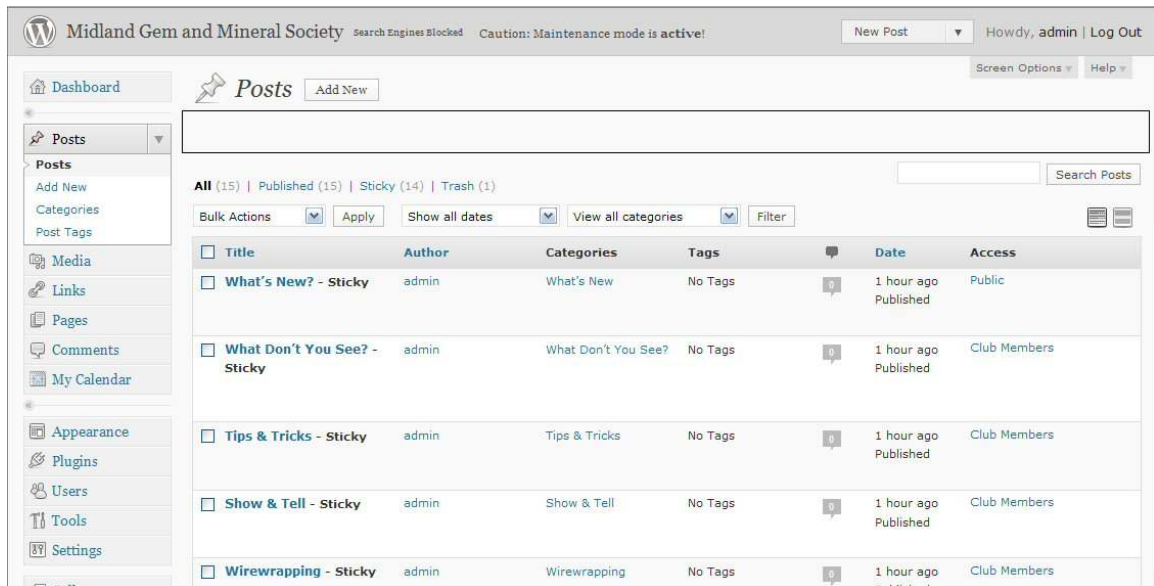 Midland Gem and Mineral Society Search Engines Blocked Caution: Maintenance mode is active! New Post Howdy, admin | Log Out
Screen Options Help
Dashboard
Posts
Posts
Add New
Categories
Post Tags
Media
Links
Pages
Comments
My Calendar
Appearance
Plugins
Users
Tools
Settings
Posts Add New
All (15) | Published (15) | Sticky (14) | Trash (1)
Search Posts
Bulk Actions Apply Show all dates View all categories Filter
Title Author Categories Tags Date Access
What's New? - Sticky admin What's New No Tags 0 1 hour ago Public
Published
What Don't You See? - admin What Don't You See? No Tags 0 1 hour ago Club Members
Sticky Published
Tips & Tricks - Sticky admin Tips & Tricks No Tags 0 1 hour ago Club Members
Published
Show & Tell - Sticky admin Show & Tell No Tags 0 1 hour ago Club Members
Published
Wirewrapping - Sticky admin Wirewrapping No Tags 0 1 hour ago Club Members